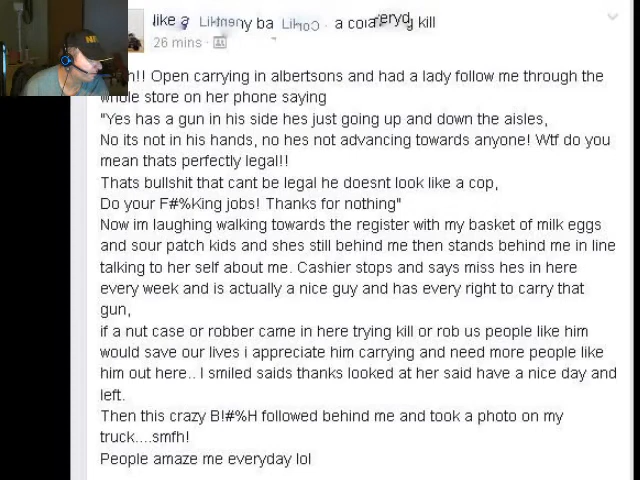 like a
a
kill
26 mins
Open carrying in albertsons and had a lady follow me through the
whole store on her phone saying
"Yes has a gun in his side hes just going up and down the aisles,
No its not in his hands, no hes not advancing towards anyone! Wtf do you
mean thats perfectly legal!!
Thats bullshit that cant be legal he doesnt look like a cop,
Do your F#%King jobs! Thanks for nothing"
Now im laughing walking towards the register with my basket of milk eggs
and sour patch kids and shes still behind me then stands behind me in line
talking to her self about me. Cashier stops and says miss hes in here
every week and is actually a nice guy and has every right to carry that
gun,
if a nut case or robber came in here trying kill or rob us people like him
would save our lives i appreciate him carrying and need more people like
him out here.. I smiled saids thanks looked at her said have a nice day and
left.
Then this crazy B!#%H followed behind me and took a photo on my
truck....smfh!
People amaze me everyday lol